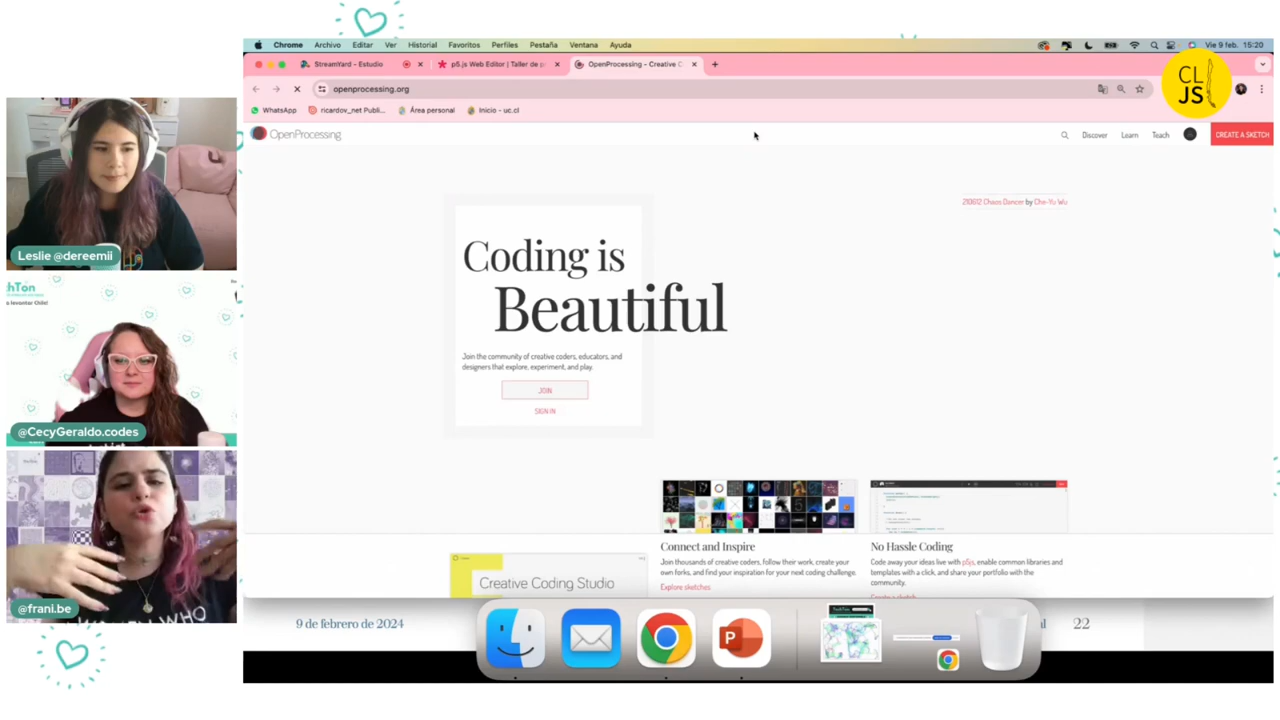 Leslie @dereemii
chTon
s levantar Chile!
@CecyGeraldo.codes
@frani.be
Chrome Archivo Editar Ver Historial Favoritos Perfiles Pestaña Ventana Ayuda
Vie 9 feb. 15:20
StreamYard - Estudio
p5.js Web Editor | Taller de p
OpenProcessing - Creative C
openprocessing.org
WhatsApp
ricardov_net Publi...
Área personal
Inicio - uc.cl
CL
JS
OpenProcessing
Discover
Learn
Teach
CREATE A SKETCH
Coding is
Beautiful
Join the community of creative coders, educators, and
designers that explore, experiment, and play.
JOIN
SIGN IN
210612 Chaos Dancer by Che-Yu Wu
Creative Coding Studio
Connect and Inspire
Join thousands of creative coders, follow their work, create
your own forks, and find your inspiration for your next coding
challenge.
Explore sketches
No Hassle Coding
Code away your ideas live with p5js, enable common libraries and
templates with a click, and share your portfolio with the
community.
Create a sketch
9 de febrero de 2024
al
22
WHO